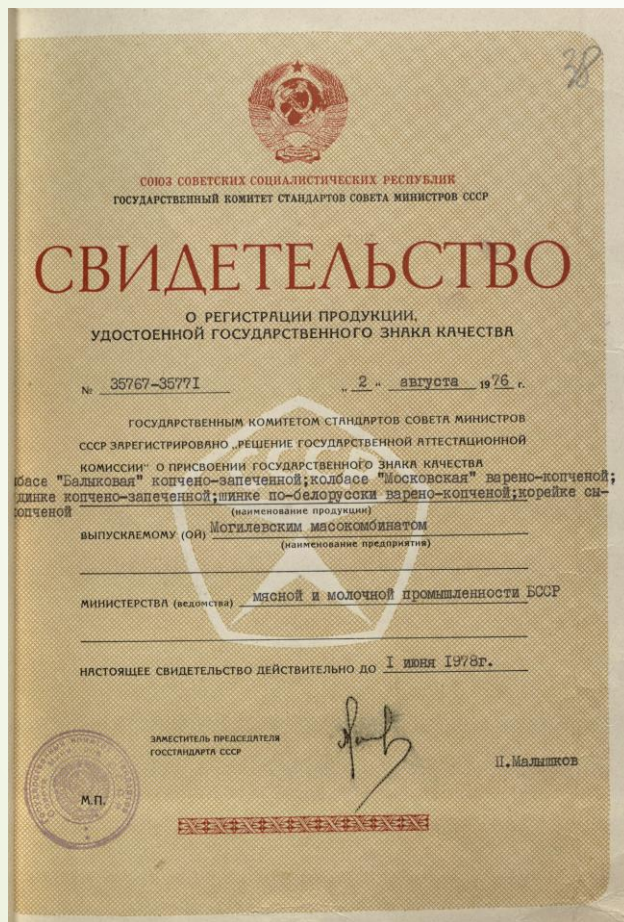 38
СОЮЗ СОВЕТСКИХ СОЦИАЛИСТИЧЕСКИХ РЕСПУБЛИК
ГОСУДАРСТВЕННЫЙ КОМИТЕТ СТАНДАРТОВ СОВЕТА МИНИСТРОВ СССР
СВИДЕТЕЛЬСТВО
О РЕГИСТРАЦИИ ПРОДУКЦИИ,
УДОСТОЕННОЙ ГОСУДАРСТВЕННОГО ЗНАКА КАЧЕСТВА
№ 35767-35771 „ 2 " августа 1976 г.
ГОСУДАРСТВЕННЫМ КОМИТЕТОМ СТАНДАРТОВ СОВЕТА МИНИСТРОВ
СССР ЗАРЕГИСТРИРОВАНО „РЕШЕНИЕ ГОСУДАРСТВЕННОЙ АТТЕСТАЦИОННОЙ
КОМИССИИ" О ПРИСВОЕНИИ ГОСУДАРСТВЕННОГО ЗНАКА КАЧЕСТВА
лбасе "Балыковая" копчено-запеченной;колбасе "Московская" варено-копченой;
динке копчено-запеченной;шинке по-белорусски варено-копченой;корейке сы-
опченой (наименование продукции)
ВЫПУСКАЕМОМУ (ОЙ) Могилевским мясокомбинатом
(наименование предприятия)
МИНИСТЕРСТВА (ведомства) мясной и молочной промышленности БССР
НАСТОЯЩЕЕ СВИДЕТЕЛЬСТВО ДЕЙСТВИТЕЛЬНО ДО I июня 1978г.
ЗАМЕСТИТЕЛЬ ПРЕДСЕДАТЕЛЯ
ГОССТАНДАРТА СССР
П.Малышков
М.П.
СССР